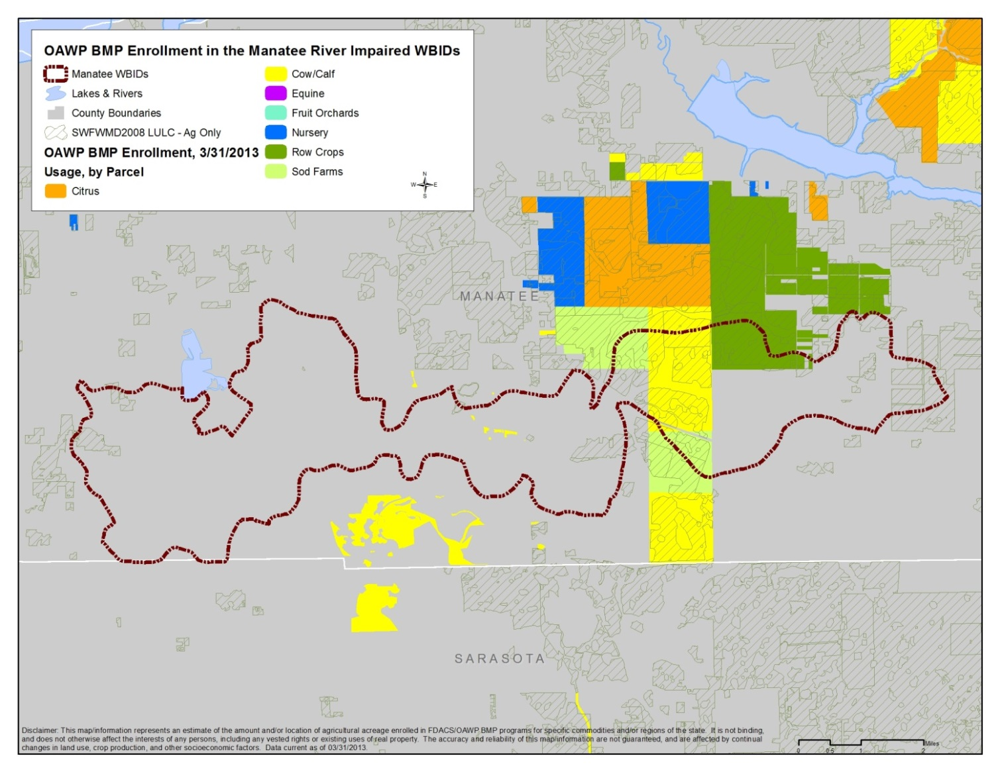 OAWP BMP Enrollment in the Manatee River Impaired WBIDs
Manatee WBIDs
Lakes & Rivers
County Boundaries
SWFWMD2008 LULC - Ag Only
OAWP BMP Enrollment, 3/31/2013
Usage, by Parcel
Citrus
Cow/Calf
Equine
Fruit Orchards
Nursery
Row Crops
Sod Farms
N
W E
S
MANATEE
SARASOTA
Disclaimer: This map/information represents an estimate of the amount and/or location of agricultural acreage enrolled in FDACS/OAWP BMP programs for specific commodities and/or regions of the state. It is not binding,
and does not otherwise affect the interests of any persons, including any vested rights or existing uses of real property. The accuracy and reliability of this map/information are not guaranteed, and are affected by continual
changes in land use, crop production, and other socioeconomic factors. Data current as of 03/31/2013.
Miles
0 0.5 1 2